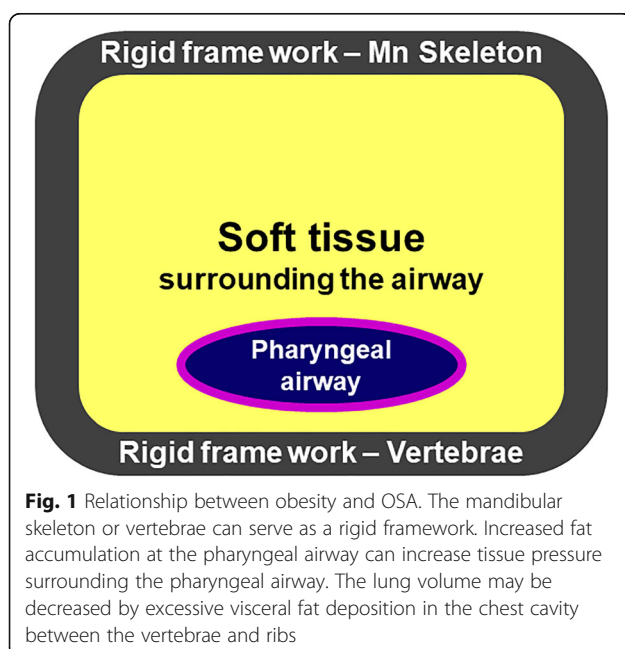 Rigid frame work – Mn Skeleton
Soft tissue
surrounding the airway
Pharyngeal
airway
Rigid frame work – Vertebrae
Fig. 1 Relationship between obesity and OSA. The mandibular
skeleton or vertebrae can serve as a rigid framework. Increased fat
accumulation at the pharyngeal airway can increase tissue pressure
surrounding the pharyngeal airway. The lung volume may be
decreased by excessive visceral fat deposition in the chest cavity
between the vertebrae and ribs